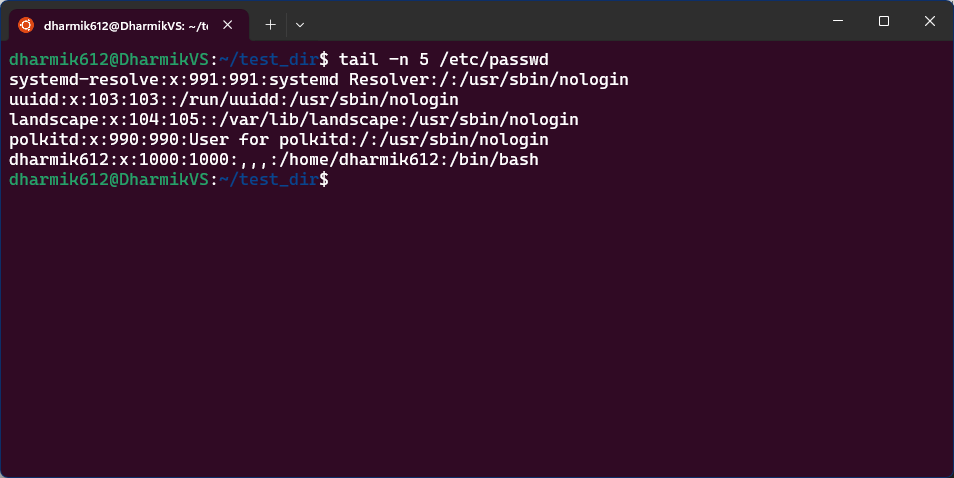 dharmik612@DharmikVS: ~/te
dharmik612@DharmikVS:~/test_dir$ tail -n 5 /etc/passwd
systemd-resolve:x:991:991:systemd Resolver:/:/usr/sbin/nologin
uuidd:x:103:103::/run/uuidd:/usr/sbin/nologin
landscape:x:104:105::/var/lib/landscape:/usr/sbin/nologin
polkitd:x:990:990:User for polkitd:/:/usr/sbin/nologin
dharmik612:x:1000:1000:,,,:/home/dharmik612:/bin/bash
dharmik612@DharmikVS:~/test_dir$